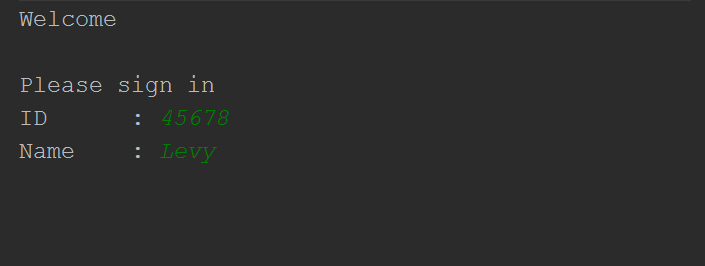 Welcome
Please sign in
ID      : 45678
Name    : Levy